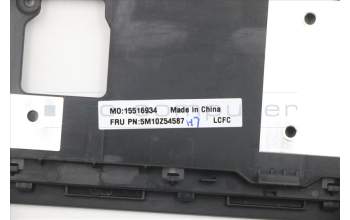 MO:15516934 Made in China
FRU PN:5M10Z54587 H7 LCFC